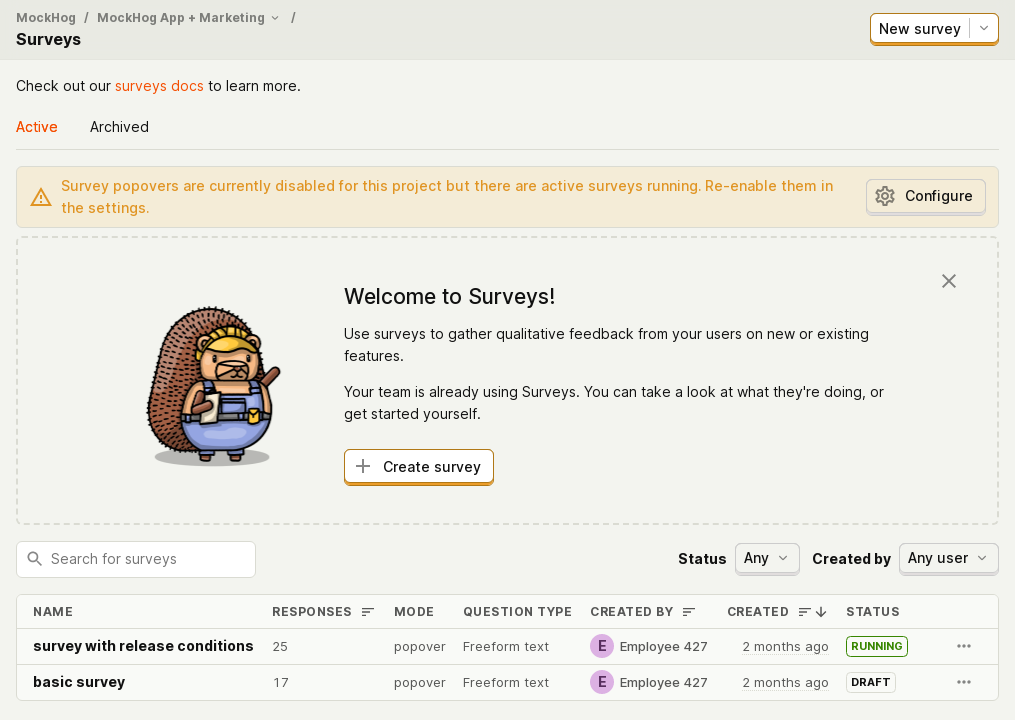 MockHog / MockHog App + Marketing /
Surveys
New survey
Check out our surveys docs to learn more.
Active Archived
Survey popovers are currently disabled for this project but there are active surveys running. Re-enable them in
the settings.
Configure
Welcome to Surveys!
Use surveys to gather qualitative feedback from your users on new or existing
features.
Your team is already using Surveys. You can take a look at what they're doing, or
get started yourself.
Create survey
Search for surveys
Status Any Created by Any user
NAME RESPONSES MODE QUESTION TYPE CREATED BY CREATED STATUS
survey with release conditions 25 popover Freeform text E Employee 427 2 months ago RUNNING
basic survey 17 popover Freeform text E Employee 427 2 months ago DRAFT